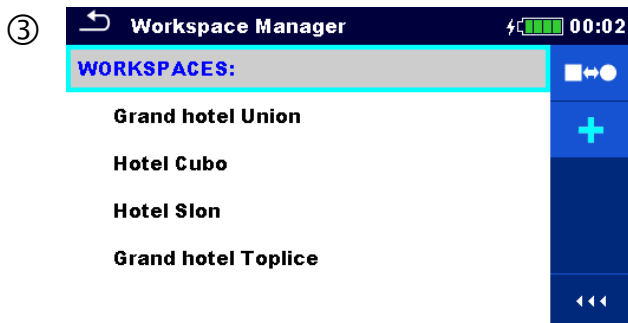 ③
Workspace Manager 00:02
WORKSPACES:
Grand hotel Union
Hotel Cubo
Hotel Slon
Grand hotel Toplice